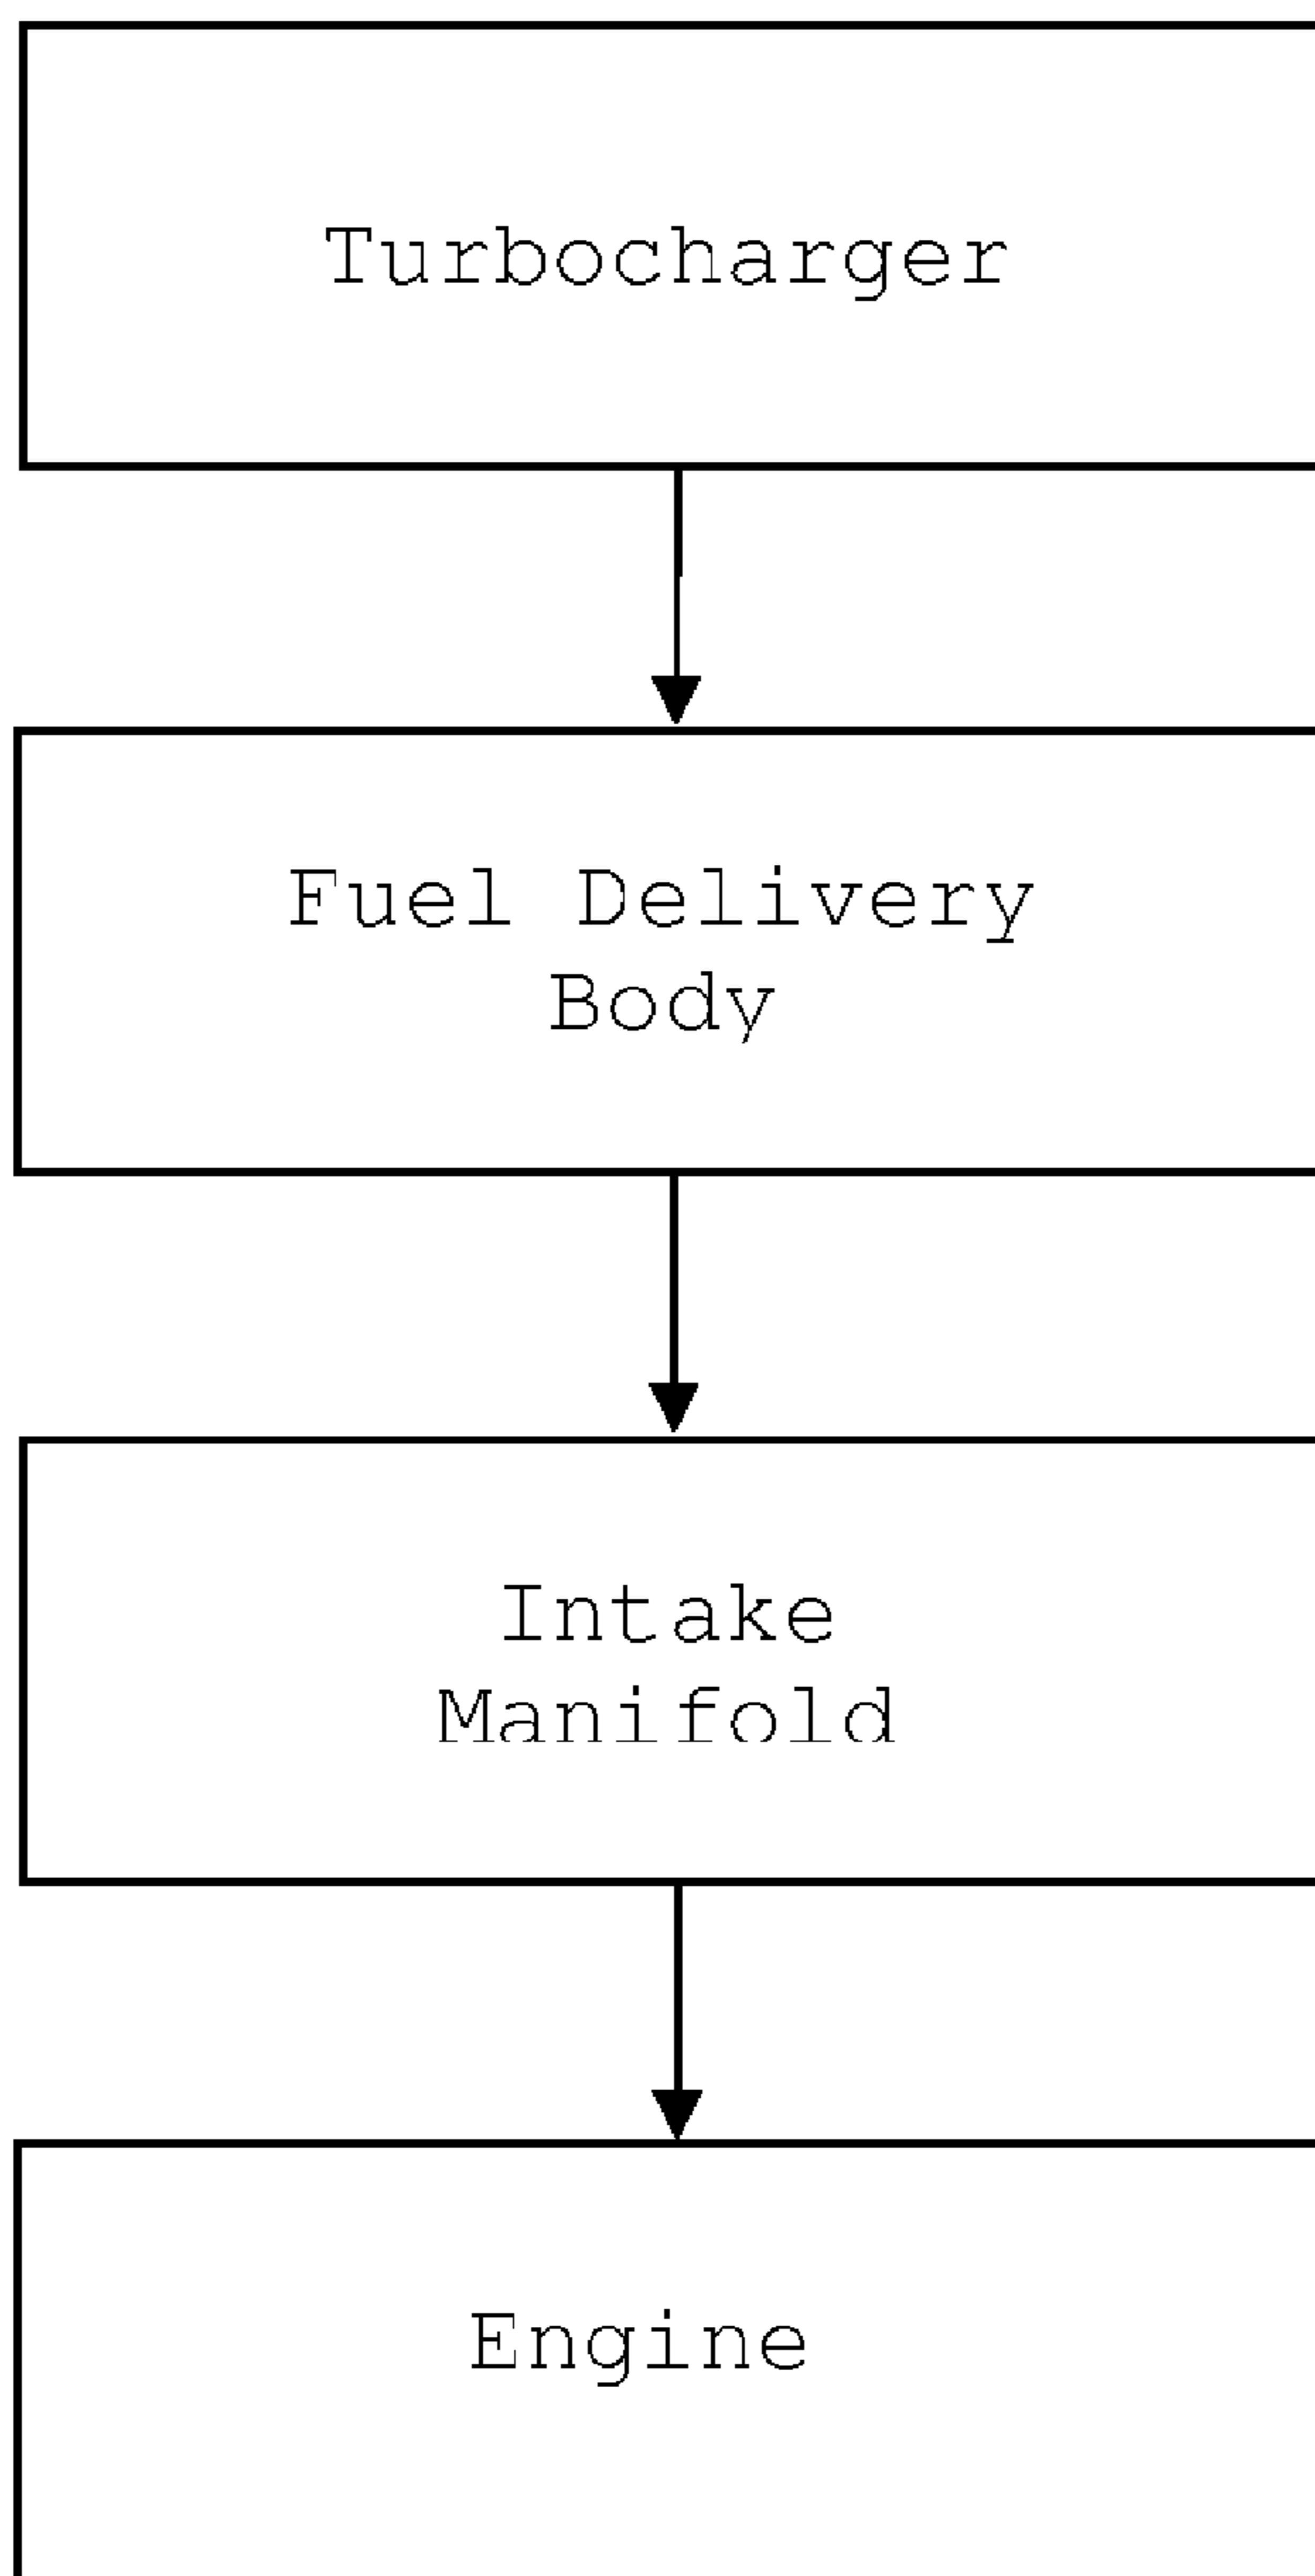 Turbocharger
Fuel Delivery
Body
Intake
Manifold
Engine